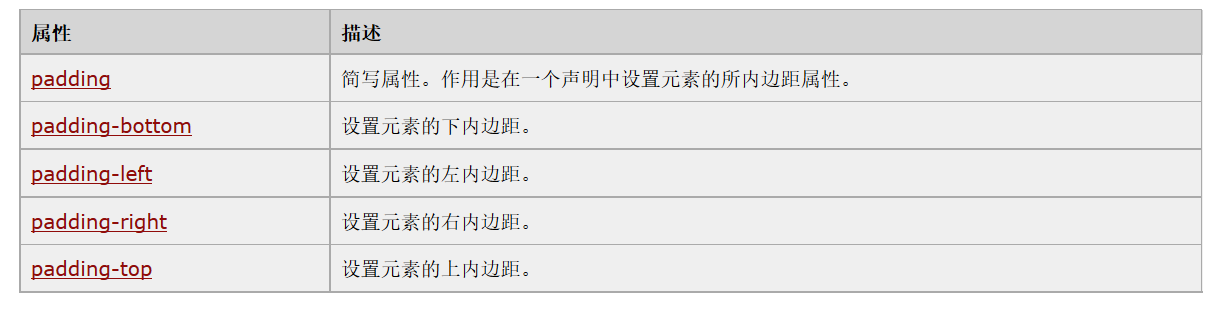 属性 描述
padding 简写属性。作用是在一个声明中设置元素的所内边距属性。
padding-bottom 设置元素的下内边距。
padding-left 设置元素的左内边距。
padding-right 设置元素的右内边距。
padding-top 设置元素的上内边距。